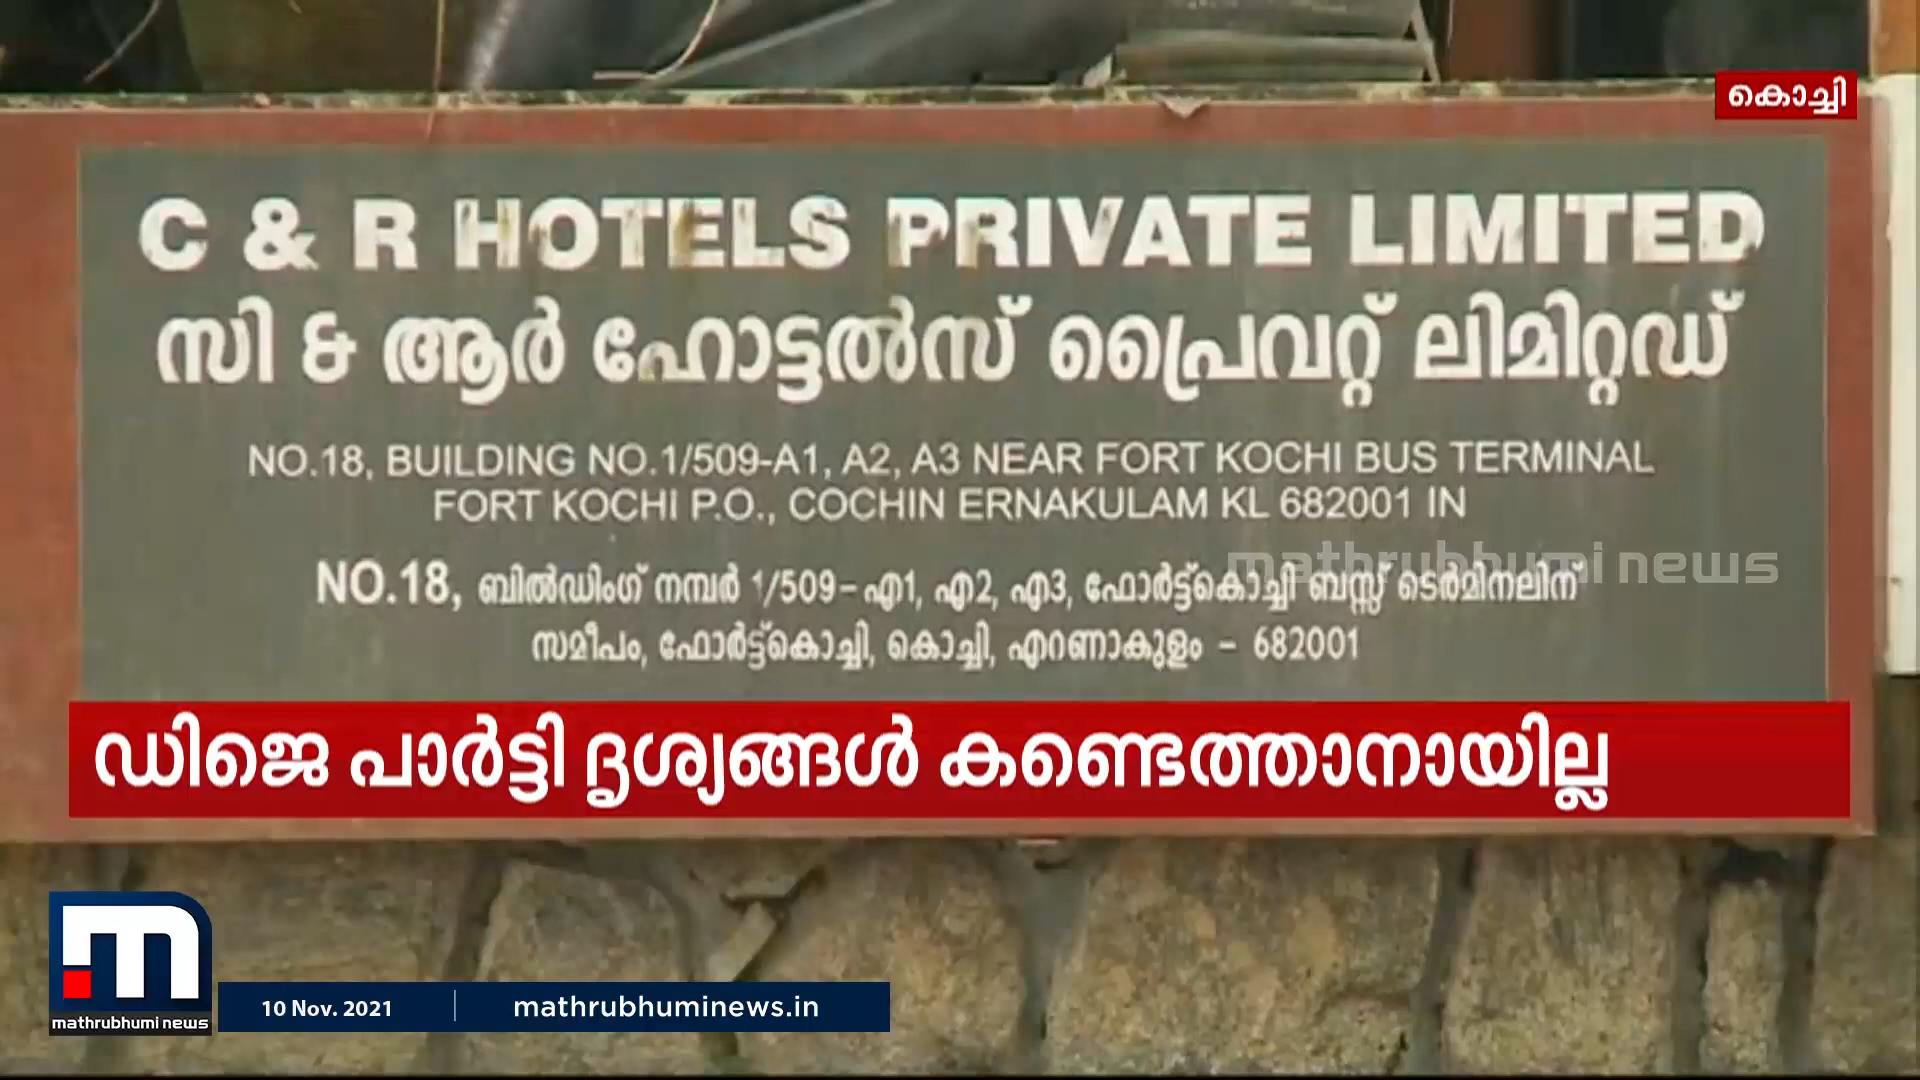 കൊച്ചി
C & R HOTELS PRIVATE LIMITED
സി & ആർ ഹോട്ടൽസ് പ്രൈവറ്റ് ലിമിറ്റഡ്
NO.18, BUILDING NO.1/509-A1, A2, A3 NEAR FORT KOCHI BUS TERMINAL
FORT KOCHI P.O., COCHIN ERNAKULAM KL 682001 IN
mathrubhumi news
NO.18, ബിൽഡിംഗ് നമ്പർ 1/509-എ1, എ2, എ3, ഫോർട്ട്കൊച്ചി ബസ്സ് ടെർമിനലിന്
സമീപം, ഫോർട്ട്കൊച്ചി, കൊച്ചി, എറണാകുളം - 682001
ഡിജെ പാർട്ടി ദൃശ്യങ്ങൾ കണ്ടെത്താനായില്ല
mathrubhumi news
10 Nov. 2021
mathrubhuminews.in